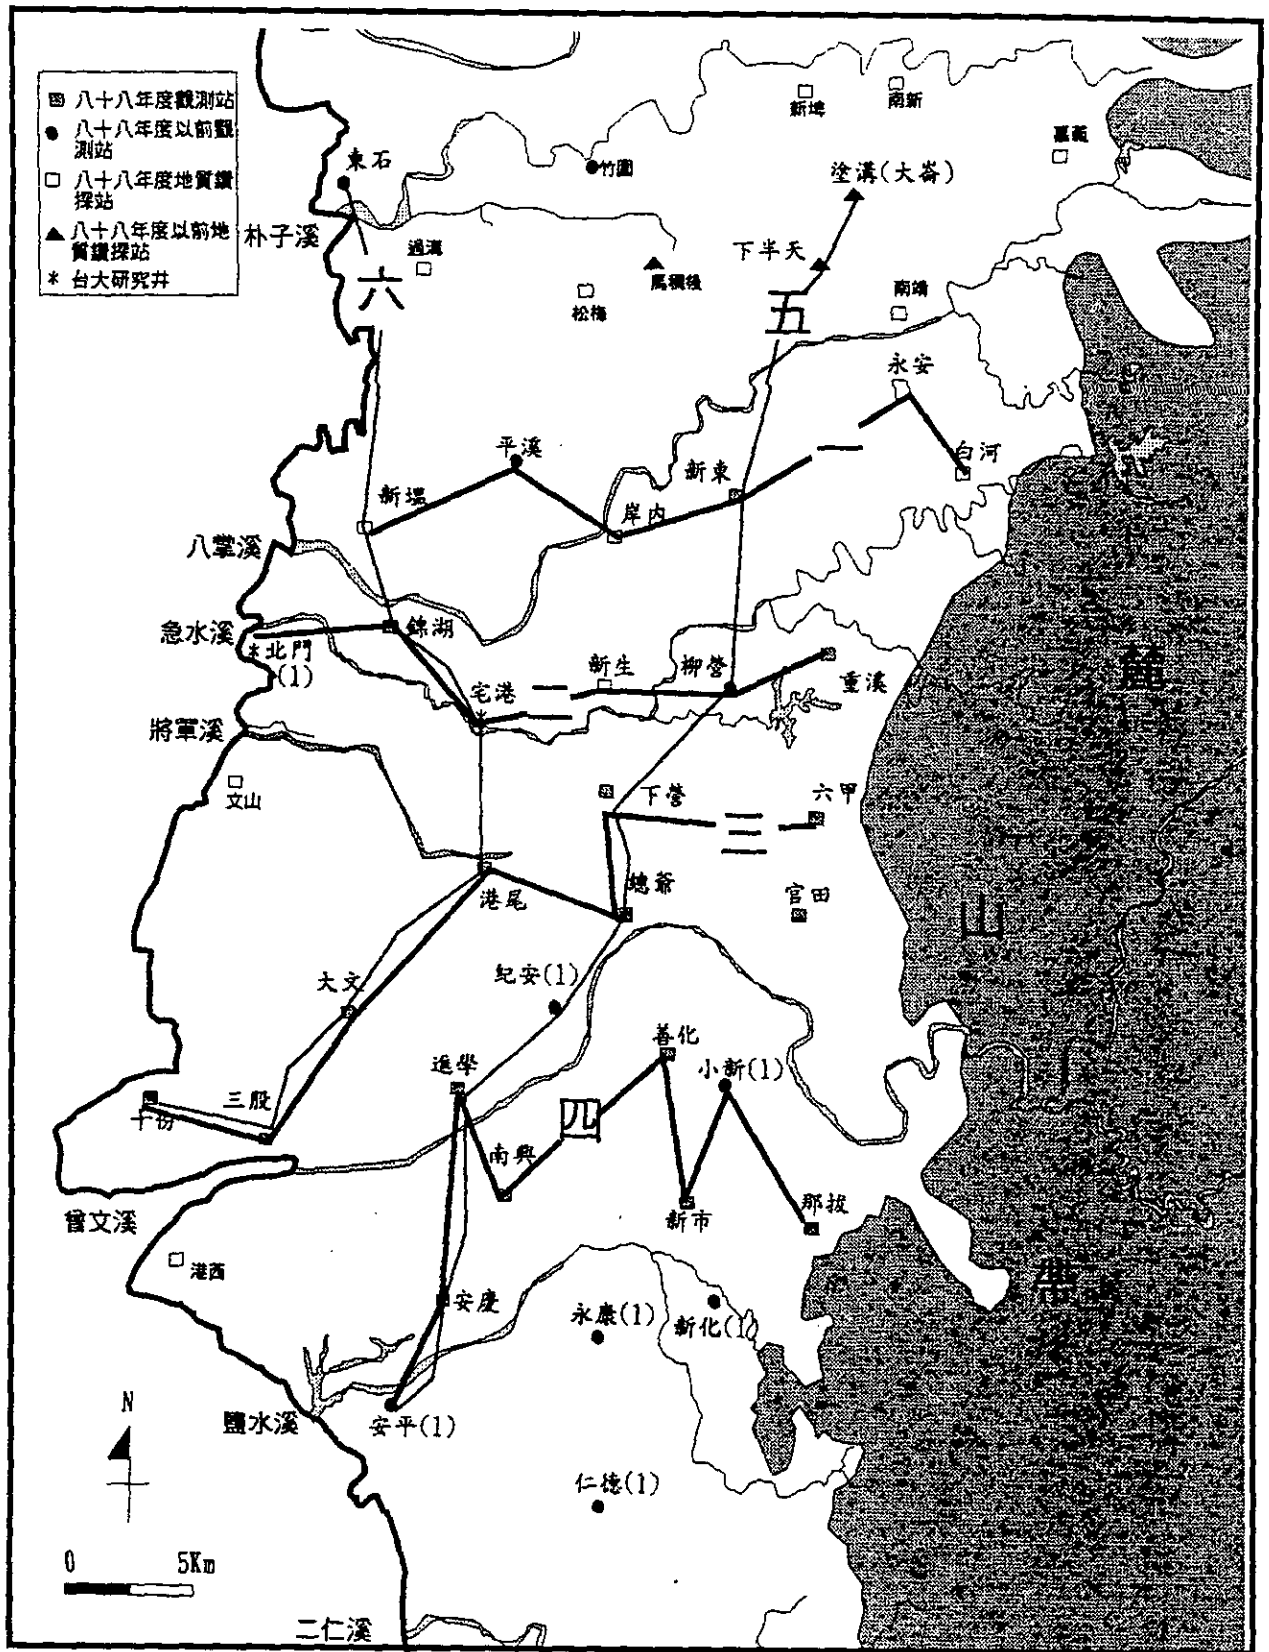 八十八年度觀測站
八十八年度以前觀
測站
八十八年度地質鑽
探站
八十八年度以前地
質鑽探站
* 台大研究井
東石
竹園
新埤
南新
嘉義
塗溝(大崙)
朴子溪
過溝
六
馬稠後
下半天
松梅
五
南靖
永安
平溪
新東
一
白河
新塭
岸內
八掌溪
急水溪
*北門
(1)
錦湖
新生
柳營
重溪
麓
宅港
二
將軍溪
文山
下營
六甲
三
港尾
總爺
官田
山
大文
紀安(1)
進學
善化
小新(1)
十份
三股
四
南興
新市
那拔
曾文溪
港西
帶
安慶
永康(1)
新化(1)
鹽水溪
安平(1)
N
仁德(1)
0 5Km
二仁溪